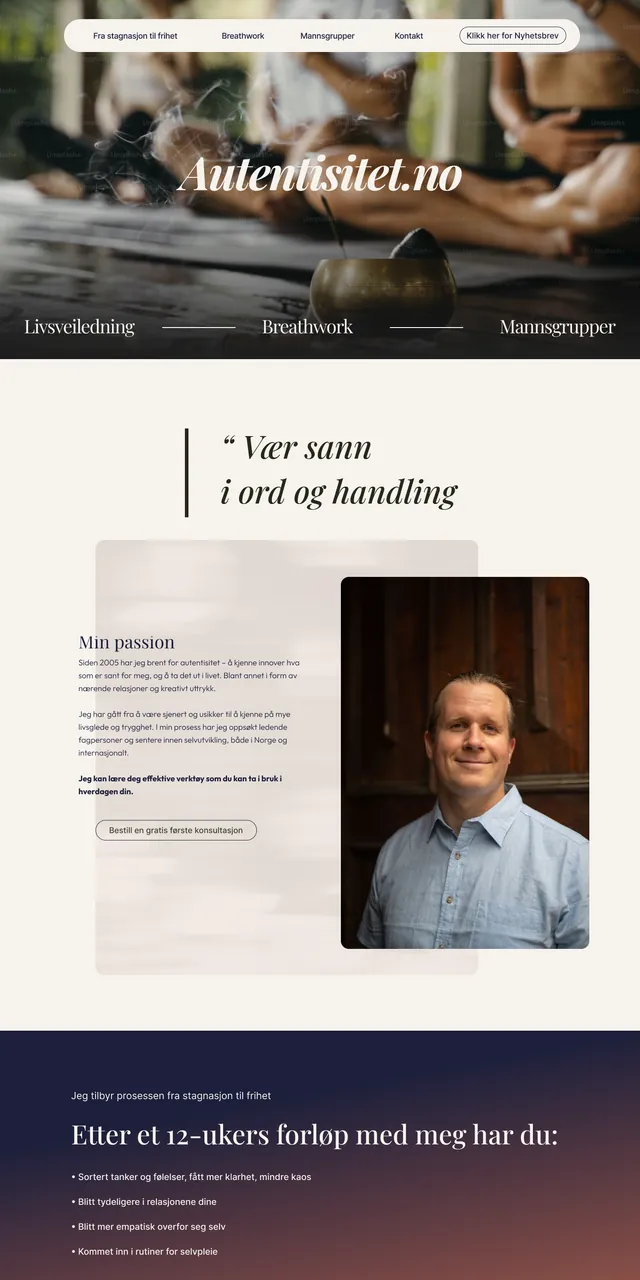 Fra stagnasjon til frihet
Breathwork
Mannsgrupper
Kontakt
Klikk her for Nyhetsbrev
Autentisitet.no
Livsveiledning
Breathwork
Mannsgrupper
“ Vær sann
i ord og handling
Min passion
Siden 2005 har jeg brent for autentisitet – å kjenne innover hva
som er sant for meg, og å ta det ut i livet. Blant annet i form av
nærende relasjoner og kreativt uttrykk.
Jeg har gått fra å være sjenert og usikker til å kjenne på mye
livsglede og trygghet. I min prosess har jeg oppsøkt ledende
fagpersoner og sentere innen selvutvikling, både i Norge og
internasjonalt.
Jeg kan lære deg effektive verktøy som du kan ta i bruk i
hverdagen din.
Bestill en gratis første konsultasjon
Jeg tilbyr prosessen fra stagnasjon til frihet
Etter et 12-ukers forløp med meg har du:
• Sortert tanker og følelser, fått mer klarhet, mindre kaos
• Blitt tydeligere i relasjonene dine
• Blitt mer empatisk overfor seg selv
• Kommet inn i rutiner for selvpleie